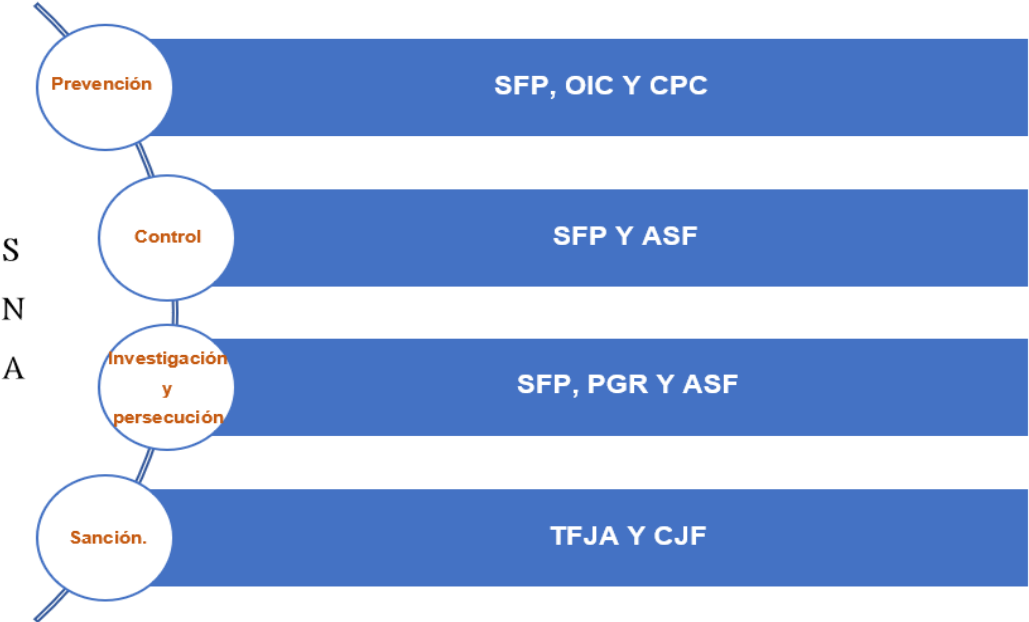 Prevención
SFP, OIC Y CPC
Control
SFP Y ASF
S
N
A
Investigación
y
persecución
SFP, PGR Y ASF
Sanción.
TFJA Y CJF